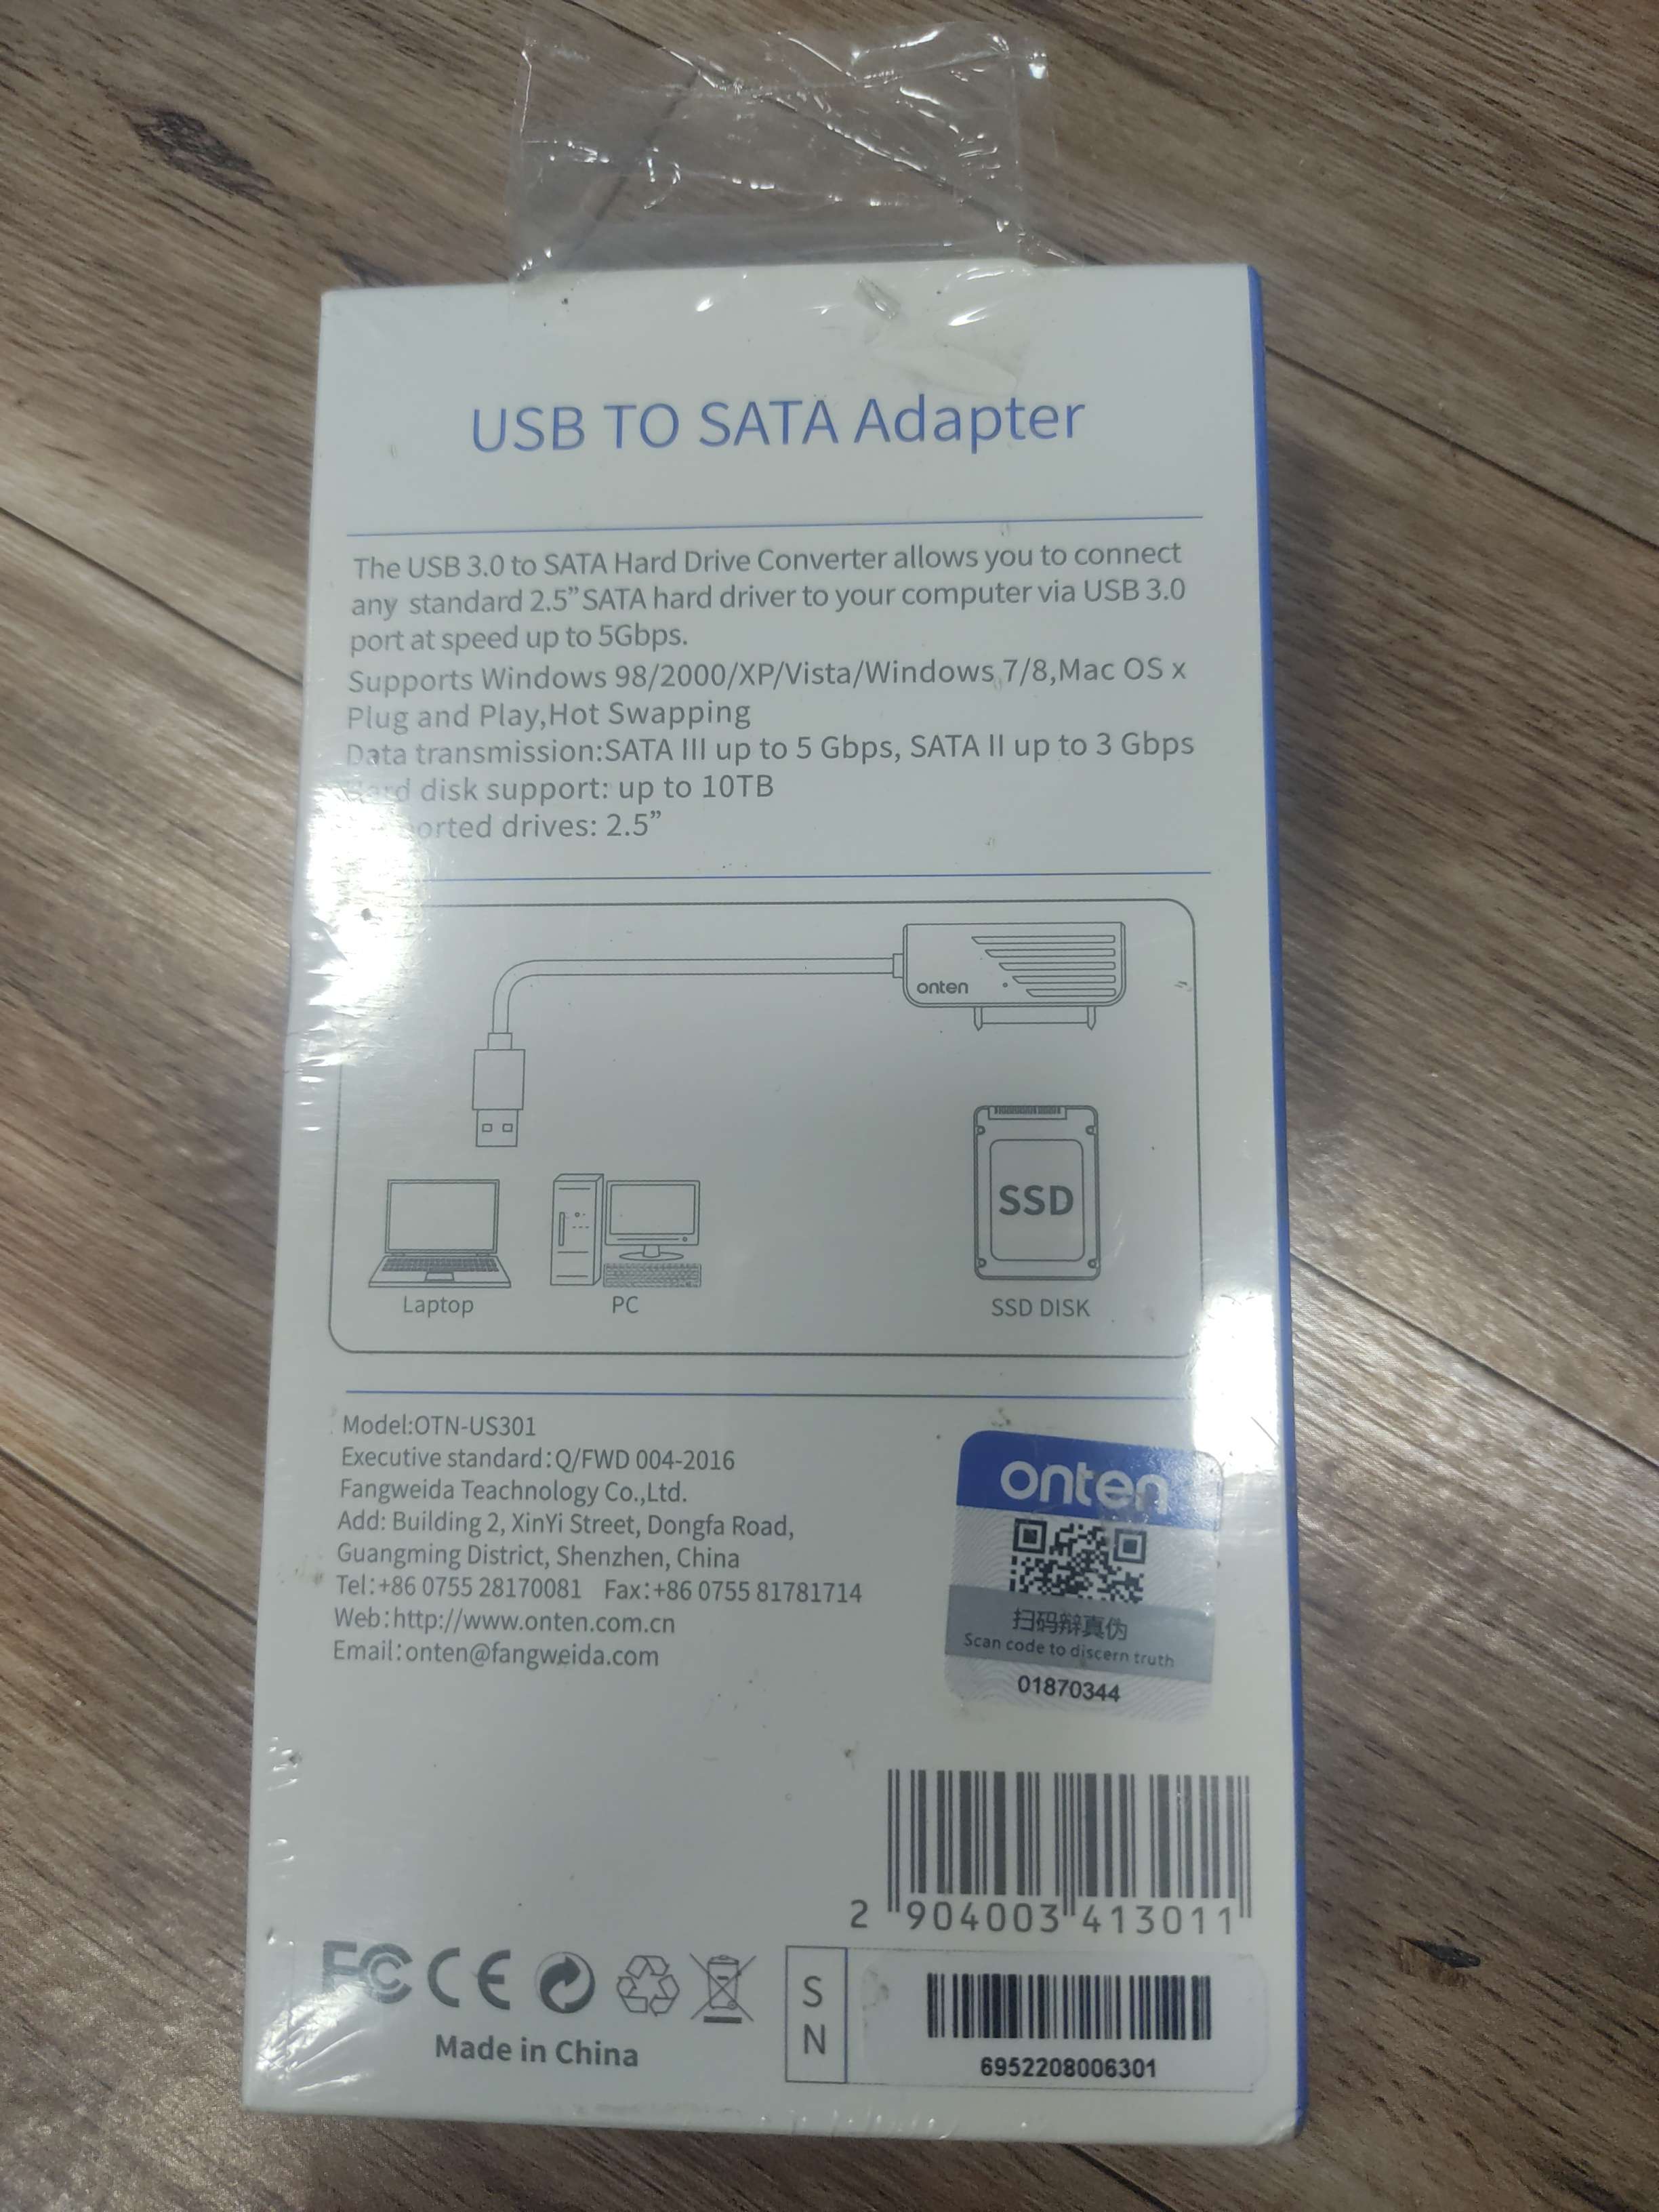 USB TO SATA Adapter
The USB 3.0 to SATA Hard Drive Converter allows you to connect
any standard 2.5" SATA hard driver to your computer via USB 3.0
port at speed up to 5Gbps.
Supports Windows 98/2000/XP/Vista/Windows 7/8,Mac OS x
Plug and Play,Hot Swapping
Data transmission:SATA III up to 5 Gbps, SATA II up to 3 Gbps
Hard disk support: up to 10TB
drives: 2.5"
onten
SSD
Laptop
PC
SSD DISK
Model:OTN-US301
Executive standard:Q/FWD 004-2016
Fangweida Teachnology Co.,Ltd.
Add: Building 2, XinYi Street, Dongfa Road,
Guangming District, Shenzhen, China
Tel:+86 0755 28170081 Fax:+86 0755 81781714
Web:http://www.onten.com.cn
Email:onten@fangweida.com
onten
扫码辩真伪
Scan code to discern truth
01870344
2 904003 413011
FC CE
Made in China
SN
6952208006301